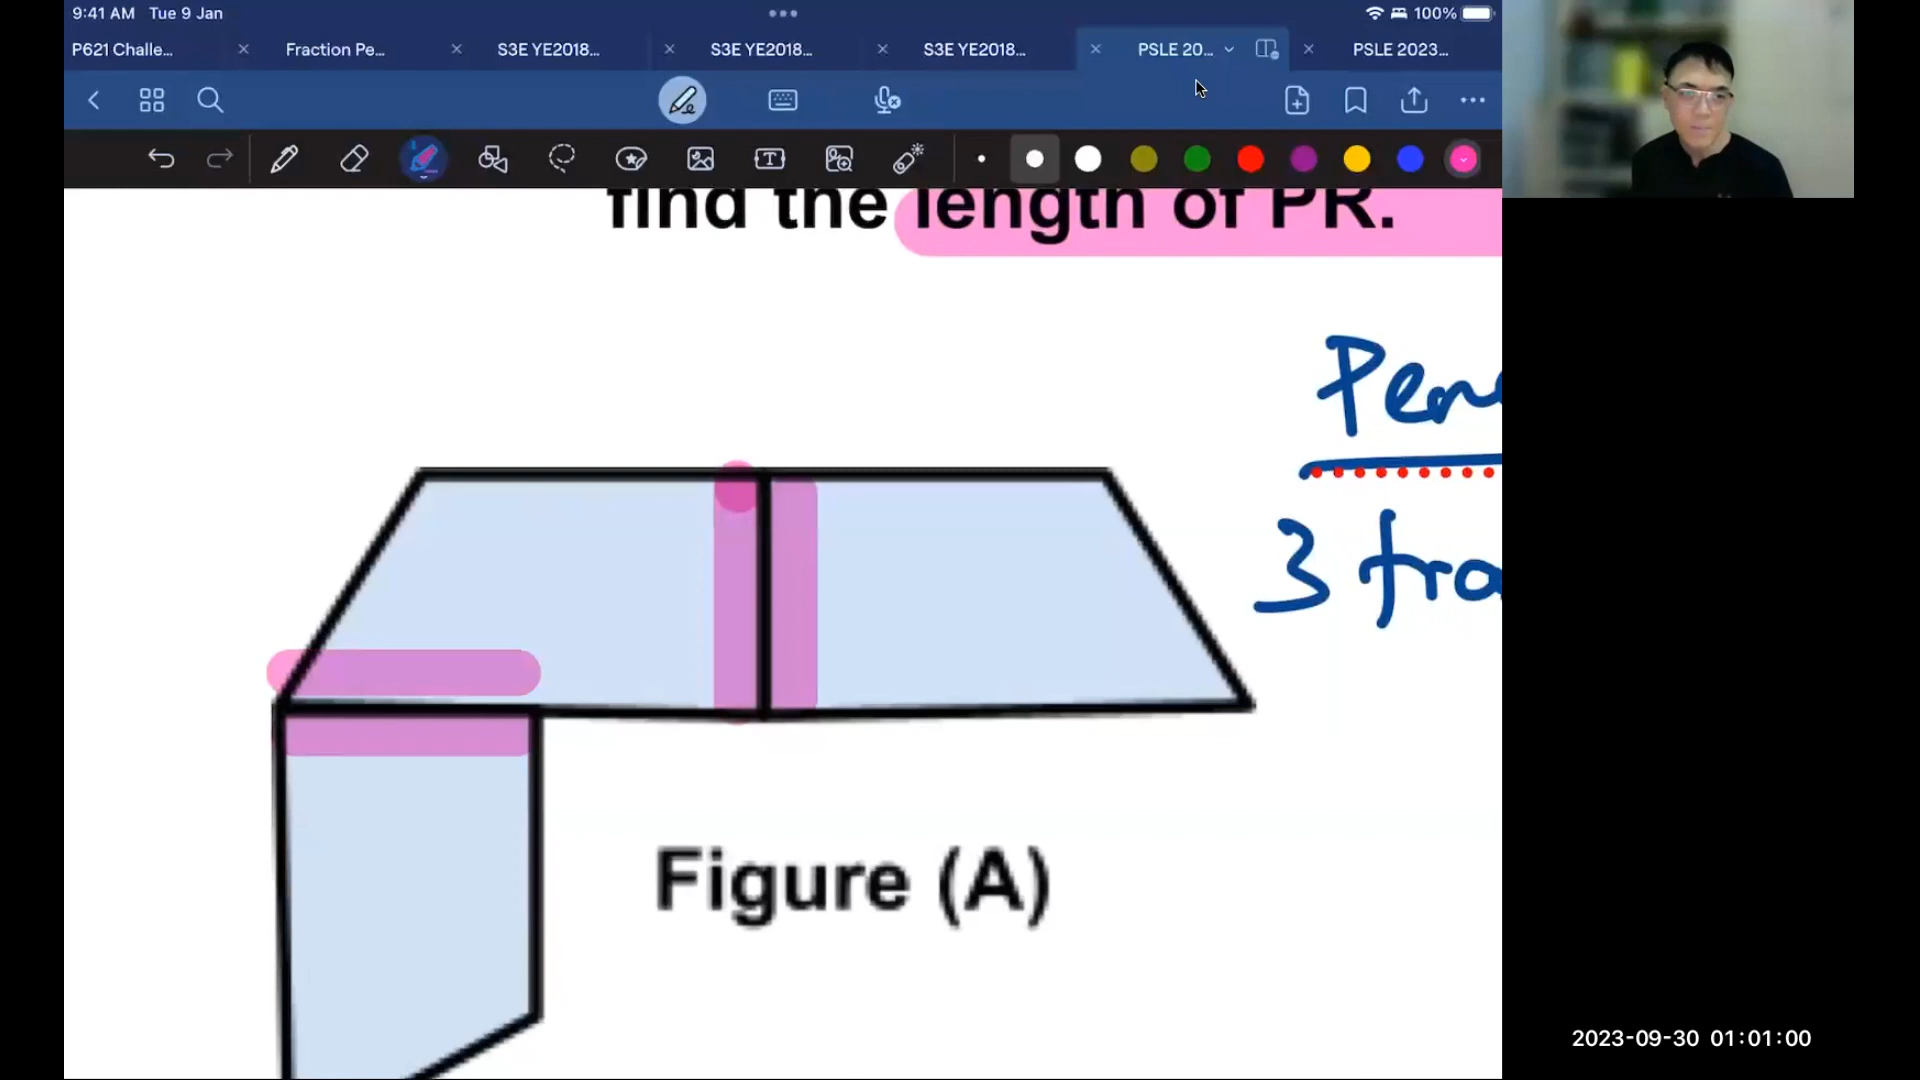 9:41 AM Tue 9 Jan
100%
P621 Challe...
Fraction Pe...
S3E YE2018...
S3E YE2018...
S3E YE2018...
PSLE 20...
PSLE 2023...
find the length of PR.
Figure (A)
2023-09-30 01:01:00